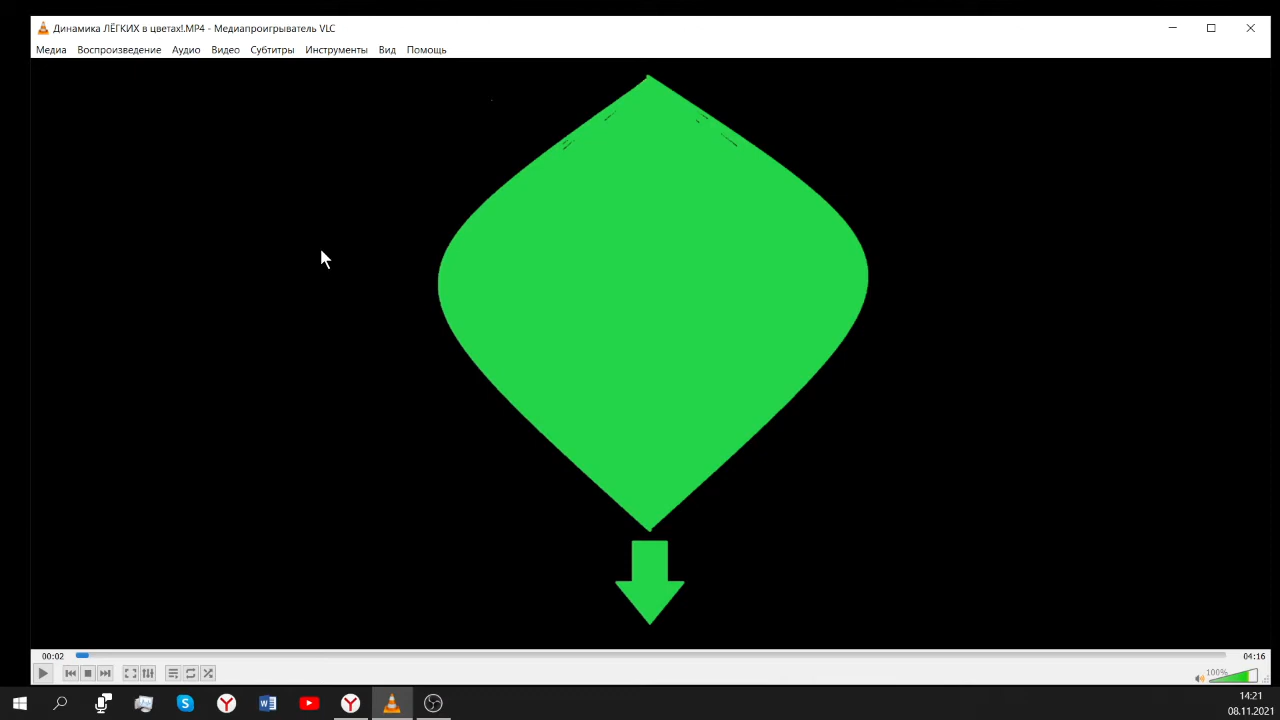 Динамика ЛЁГКИХ в цветах!.MP4 - Медиапроигрыватель VLC
Медиа Воспроизведение Аудио Видео Субтитры Инструменты Вид Помощь
00:02 04:16
100%
14:21
08.11.2021